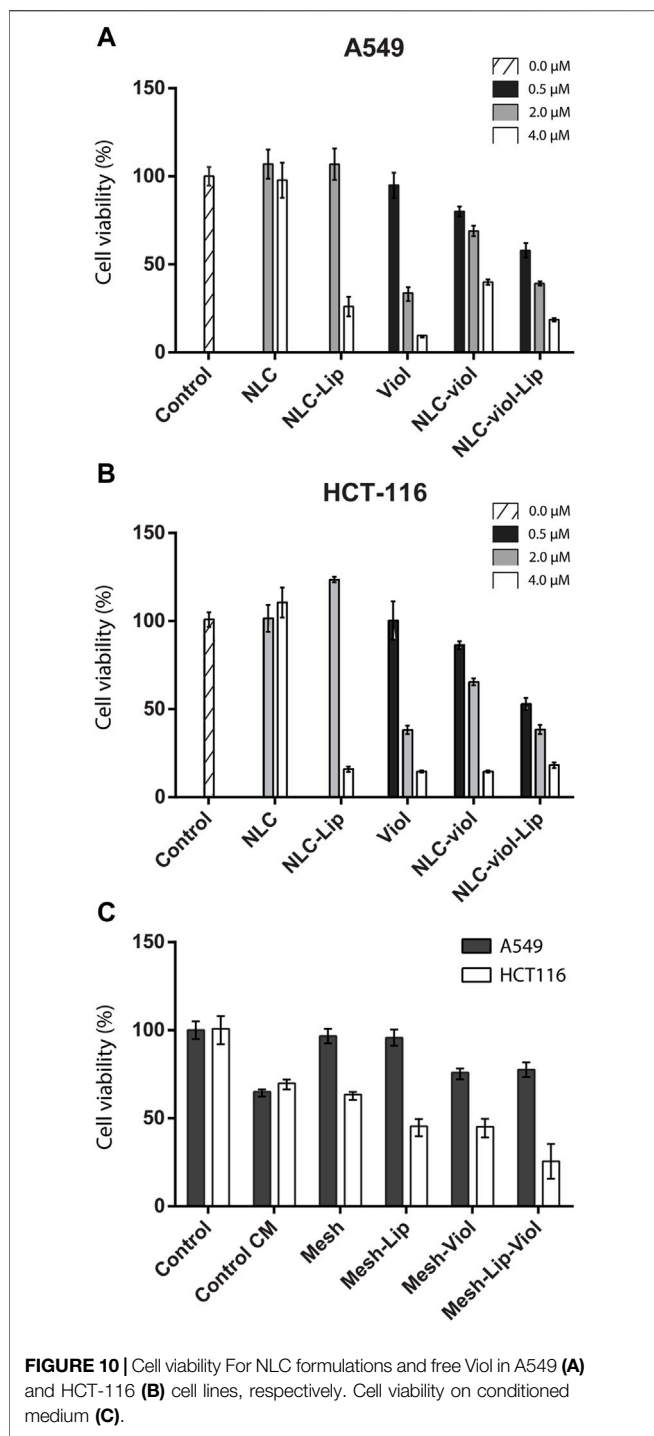 A
A549
0.0 µM
0.5 µM
2.0 µM
4.0 µM
Cell viability (%)
150
100
50
0
Control
NLC
NLC-Lip
Viol
NLC-viol
NLC-viol-Lip
B
HCT-116
0.0 µM
0.5 µM
2.0 µM
4.0 µM
Cell viability (%)
150
100
50
0
Control
NLC
NLC-Lip
Viol
NLC-viol
NLC-viol-Lip
C
A549
HCT116
Cell viability (%)
150
100
50
0
Control
Control CM
Mesh
Mesh-Lip
Mesh-Viol
Mesh-Lip-Viol
FIGURE 10 | Cell viability For NLC formulations and free Viol in A549 (A)
and HCT-116 (B) cell lines, respectively. Cell viability on conditioned
medium (C).